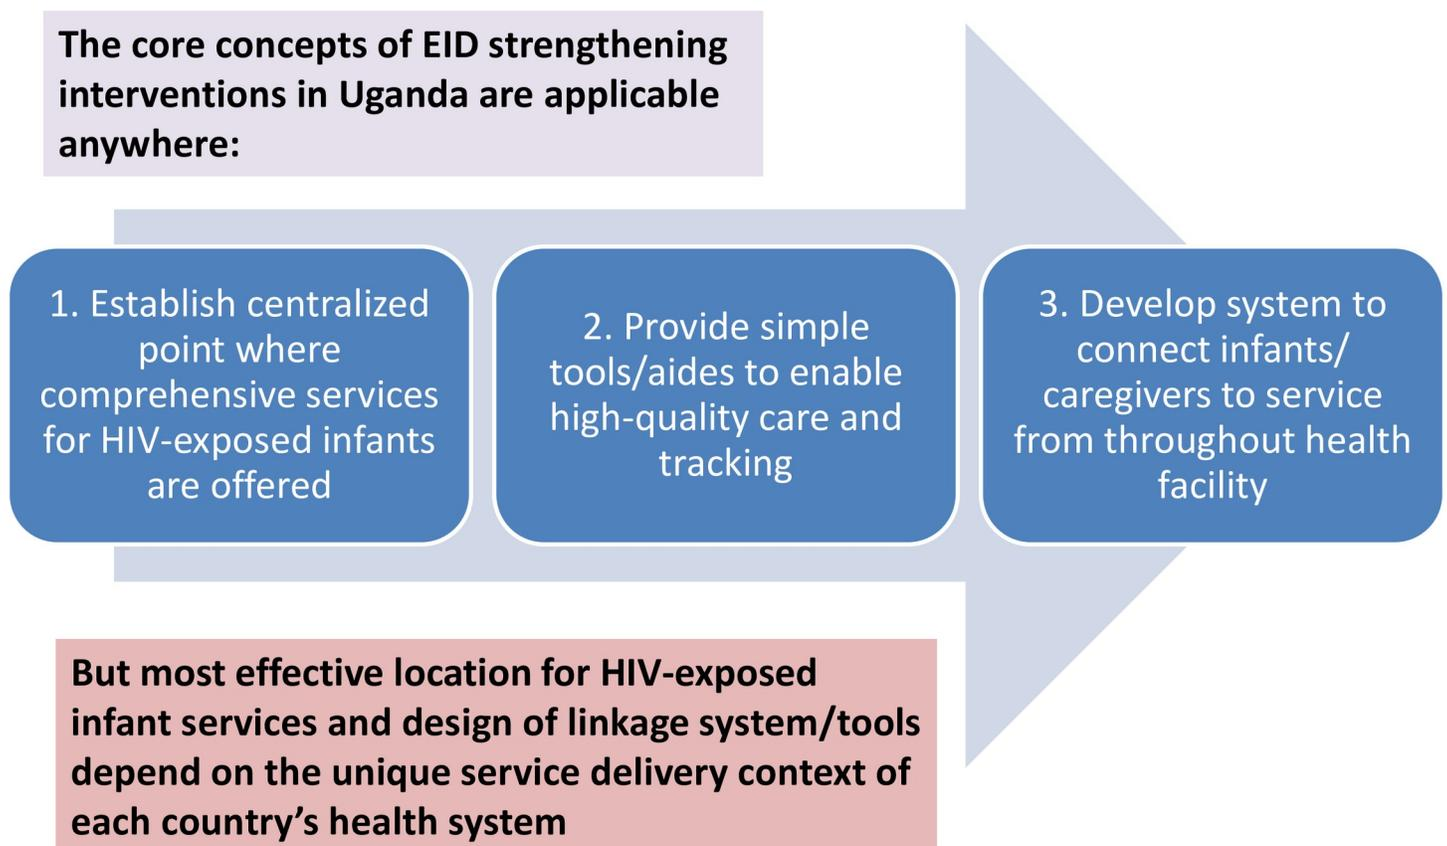 The core concepts of EID strengthening
interventions in Uganda are applicable
anywhere:
1. Establish centralized
point where
comprehensive services
for HIV-exposed infants
are offered
2. Provide simple
tools/aides to enable
high-quality care and
tracking
3. Develop system to
connect infants/
caregivers to service
from throughout health
facility
But most effective location for HIV-exposed
infant services and design of linkage system/tools
depend on the unique service delivery context of
each country’s health system